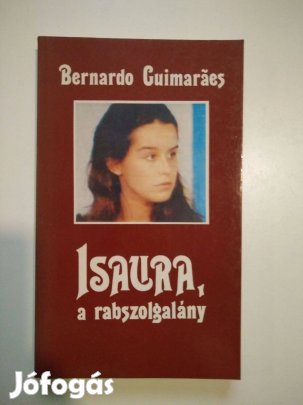 Bernardo Guimarães
ISAURA,
a rabszolgalány
Jófogás